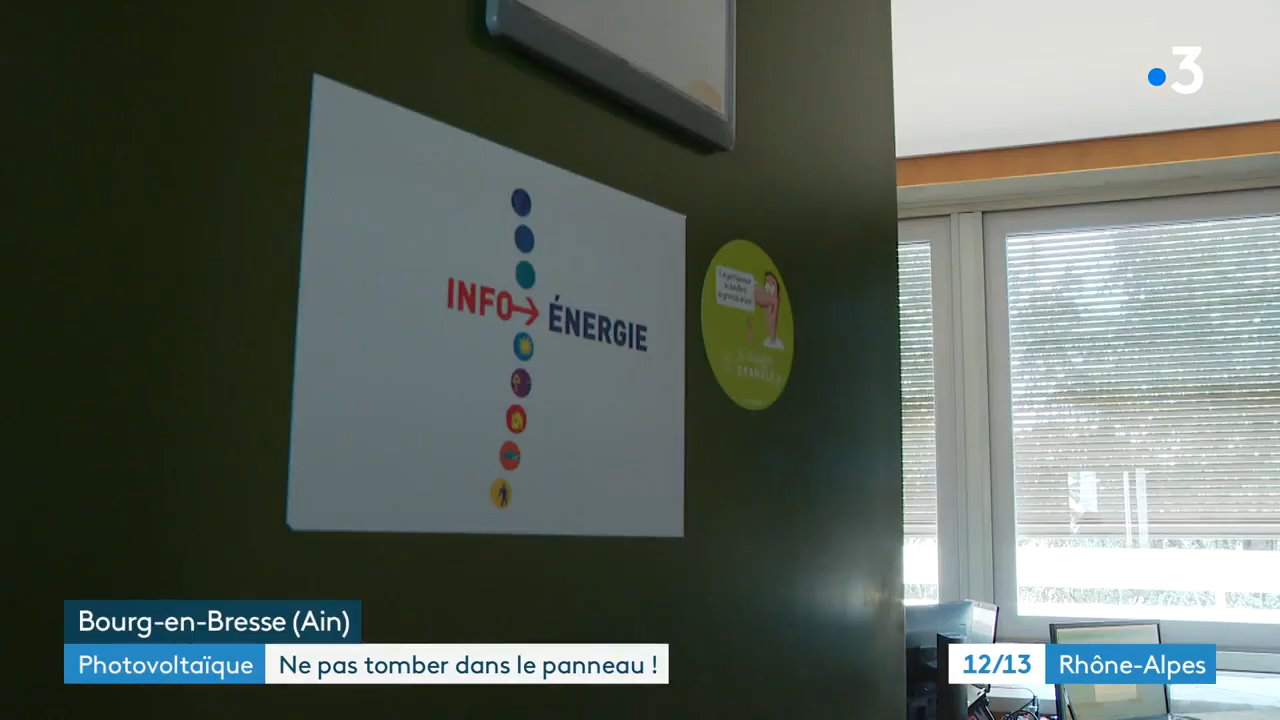 3
INFO→
ÉNERGIE
Bourg-en-Bresse (Ain)
Photovoltaïque Ne pas tomber dans le panneau !
12/13 Rhône-Alpes